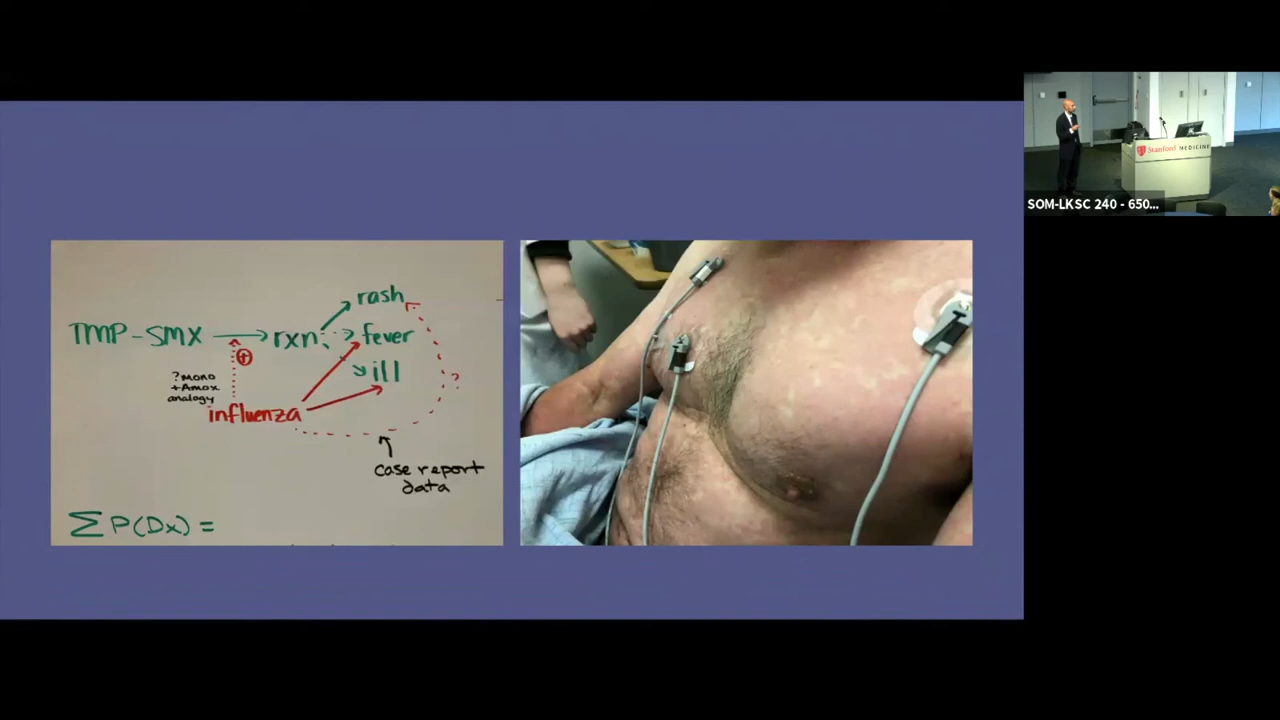 rash
TMP-SMX → rxn: fever
ill
+
?Mono
+Amox
analogy
influenza
?
case report
data
Σ P(Dx) =
Stanford MEDICINE
SOM-LKSC 240 - 650...